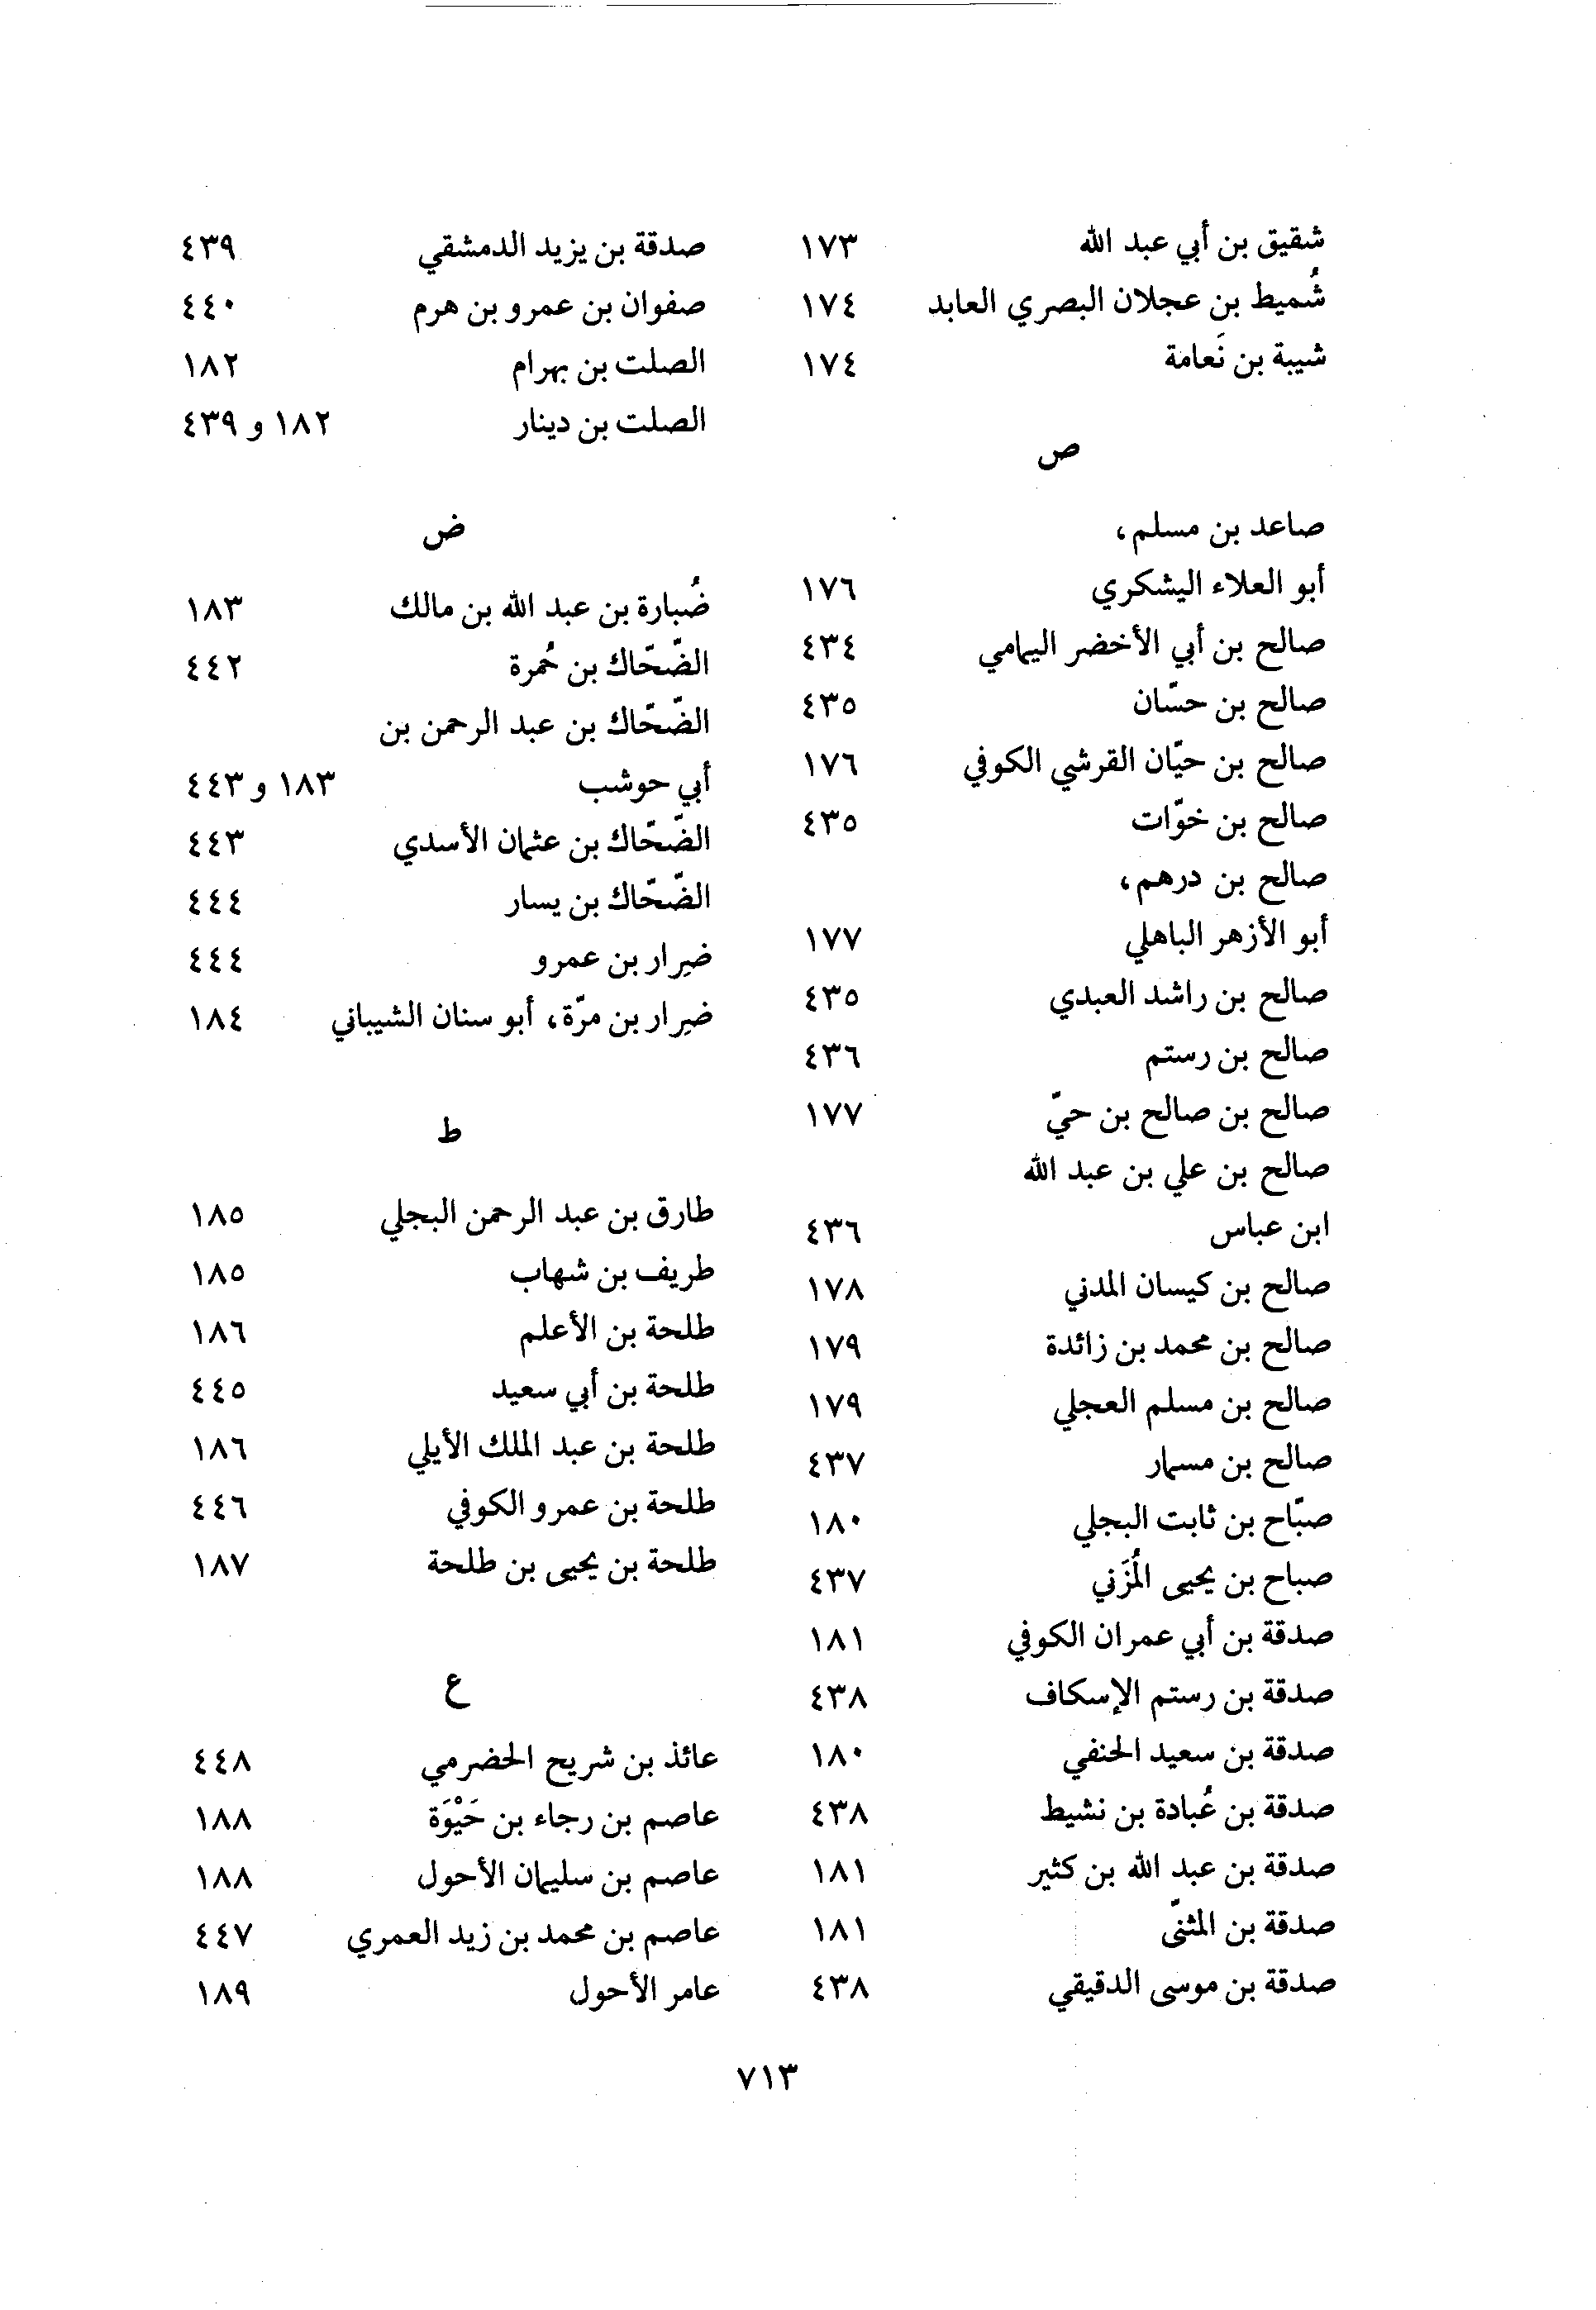 شقيق بن أبي عبد الله ١٧٣
شُميط بن عجلان البصري العابد ١٧٤
شيبة بن نَعامة ١٧٤
ص
صاعد بن مسلم،
أبو العلاء اليشكري ١٧٦
صالح بن أبي الأخضر اليمامي ٤٣٤
صالح بن حسّان ٤٣٥
صالح بن حيّان القرشي الكوفي ١٧٦
صالح بن خوّات ٤٣٥
صالح بن درهم،
أبو الأزهر الباهلي ١٧٧
صالح بن راشد العبدي ٤٣٥
صالح بن رستم ٤٣٦
صالح بن صالح بن حيّ ١٧٧
صالح بن علي بن عبد الله
ابن عباس ٤٣٦
صالح بن كيسان المدني ١٧٨
صالح بن محمد بن زائدة ١٧٩
صالح بن مسلم العجلي ١٧٩
صالح بن مسمار ٤٣٧
صبّاح بن ثابت البجلي ١٨٠
صباح بن يحيى المُزَني ٤٣٧
صدقة بن أبي عمران الكوفي ١٨١
صدقة بن رستم الإسكاف ٤٣٨
صدقة بن سعيد الحنفي ١٨٠
صدقة بن عُبادة بن نشيط ٤٣٨
صدقة بن عبد الله بن كثير ١٨١
صدقة بن المثنّى ١٨١
صدقة بن موسى الدقيقي ٤٣٨
صدقة بن يزيد الدمشقي ٤٣٩
صفوان بن عمرو بن هرم ٤٤٠
الصلت بن بهرام ١٨٢
الصلت بن دينار ١٨٢ و ٤٣٩
ض
ضُبارة بن عبد الله بن مالك ١٨٣
الضّحّاك بن حُمرة ٤٤٢
الضّحّاك بن عبد الرحمن بن
أبي حوشب ١٨٣ و ٤٤٣
الضّحّاك بن عثمان الأسدي ٤٤٣
الضّحّاك بن يسار ٤٤٤
ضرار بن عمرو ٤٤٤
ضرار بن مرّة، أبو سنان الشيباني ١٨٤
ط
طارق بن عبد الرحمن البجلي ١٨٥
طريف بن شهاب ١٨٥
طلحة بن الأعلم ١٨٦
طلحة بن أبي سعيد ٤٤٥
طلحة بن عبد الملك الأيلي ١٨٦
طلحة بن عمرو الكوفي ٤٤٦
طلحة بن يحيى بن طلحة ١٨٧
ع
عائذ بن شريح الحضرمي ٤٤٨
عاصم بن رجاء بن حَيْوَة ١٨٨
عاصم بن سليمان الأحول ١٨٨
عاصم بن محمد بن زيد العمري ٤٤٧
عامر الأحول ١٨٩
٧١٣